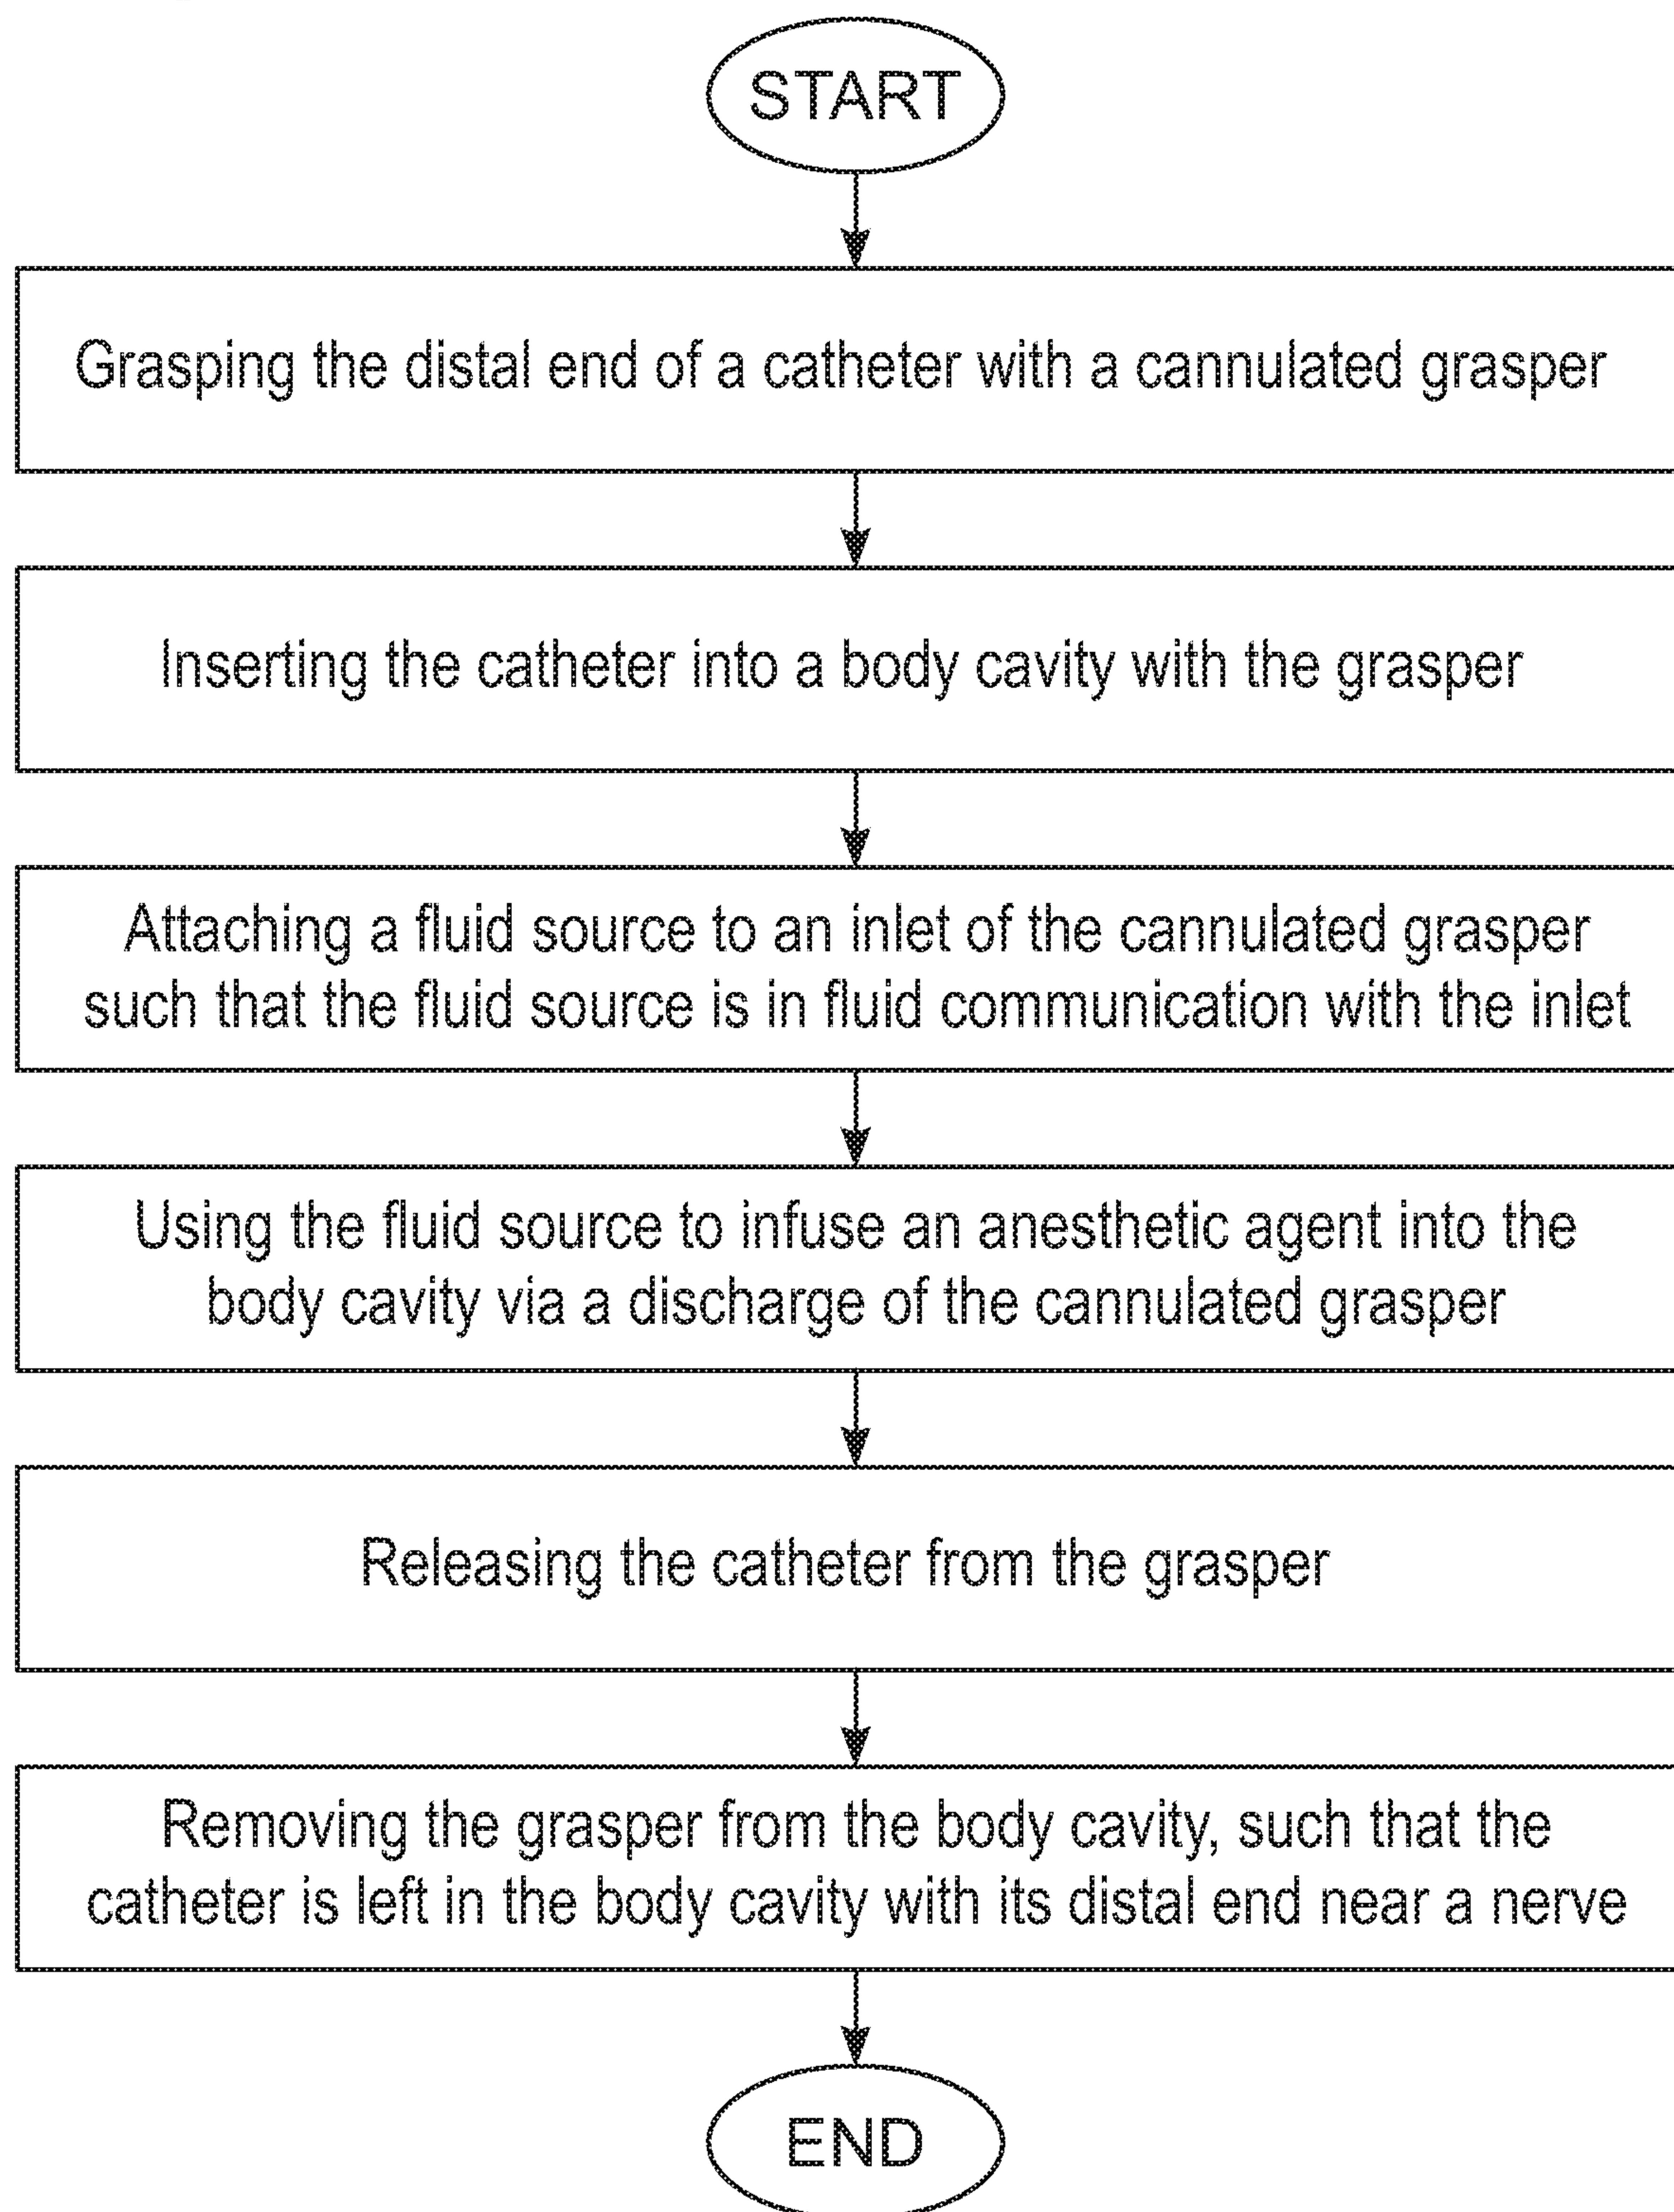 START
Grasping the distal end of a catheter with a cannulated grasper
Inserting the catheter into a body cavity with the grasper
Attaching a fluid source to an inlet of the cannulated grasper
such that the fluid source is in fluid communication with the inlet
Using the fluid source to infuse an anesthetic agent into the
body cavity via a discharge of the cannulated grasper
Releasing the catheter from the grasper
Removing the grasper from the body cavity, such that the
catheter is left in the body cavity with its distal end near a nerve
END